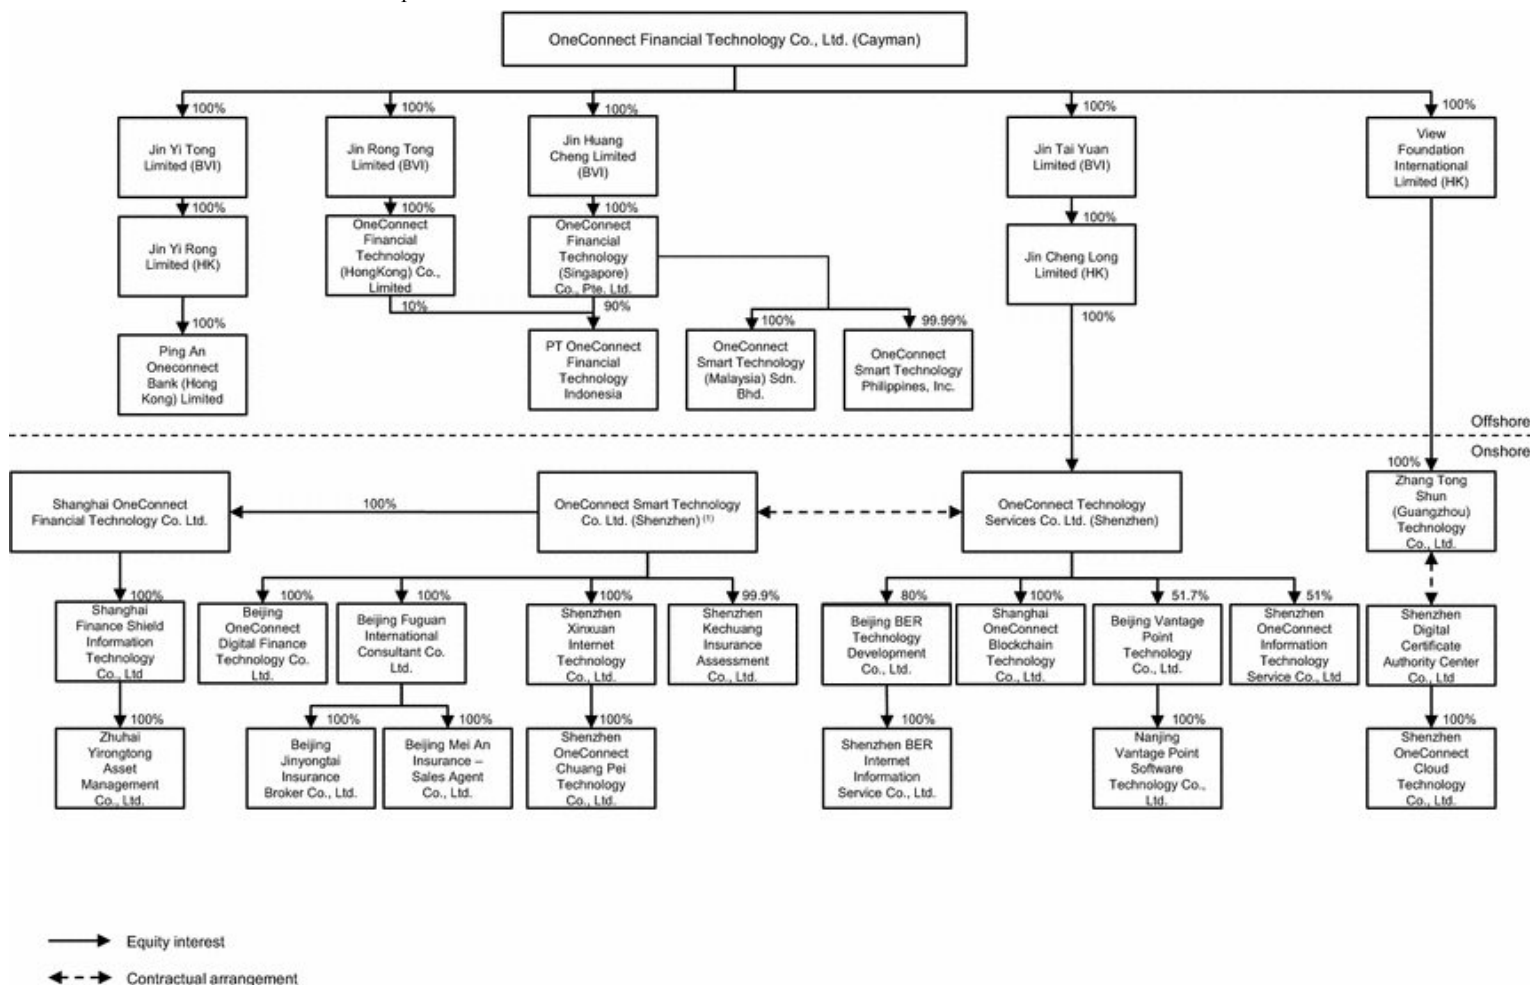 OneConnect Financial Technology Co., Ltd. (Cayman)
100%
100%
100%
100%
100%
Jin Yi Tong
Limited (BVI)
Jin Rong Tong
Limited (BVI)
Jin Huang
Cheng Limited
(BVI)
Jin Tai Yuan
Limited (BVI)
View
Foundation
International
Limited (HK)
100%
100%
100%
100%
Jin Yi Rong
Limited (HK)
OneConnect
Financial
Technology
(HongKong) Co.,
Limited
OneConnect
Financial
Technology
(Singapore)
Co., Pte. Ltd.
Jin Cheng Long
Limited (HK)
100%
10%
90%
100%
99.99%
100%
Ping An
Oneconnect
Bank (Hong
Kong) Limited
PT OneConnect
Financial
Technology
Indonesia
OneConnect
Smart Technology
(Malaysia) Sdn.
Bhd.
OneConnect
Smart Technology
Philippines, Inc.
Offshore
Onshore
100%
Shanghai OneConnect
Financial Technology Co. Ltd.
100%
OneConnect Smart Technology
Co. Ltd. (Shenzhen) (1)
OneConnect Technology
Services Co. Ltd. (Shenzhen)
Zhang Tong
Shun
(Guangzhou)
Technology
Co., Ltd.
100%
100%
100%
100%
99.9%
80%
100%
51.7%
51%
Shanghai
Finance Shield
Information
Technology
Co., Ltd
Beijing
OneConnect
Digital Finance
Technology Co.
Ltd.
Beijing Fuguan
International
Consultant Co.
Ltd.
Shenzhen
Xinxuan
Internet
Technology
Co., Ltd.
Shenzhen
Kechuang
Insurance
Assessment
Co., Ltd.
Beijing BER
Technology
Development
Co., Ltd.
Shanghai
OneConnect
Blockchain
Technology
Co., Ltd.
Beijing Vantage
Point
Technology
Co., Ltd.
Shenzhen
OneConnect
Information
Technology
Service Co., Ltd
Shenzhen
Digital
Certificate
Authority Center
Co., Ltd
100%
100%
100%
100%
100%
100%
100%
Zhuhai
Yirongtong
Asset
Management
Co., Ltd.
Beijing
Jinyongtai
Insurance
Broker Co., Ltd.
Beijing Mei An
Insurance –
Sales Agent
Co., Ltd.
Shenzhen
OneConnect
Chuang Pei
Technology
Co., Ltd.
Shenzhen BER
Internet
Information
Service Co., Ltd.
Nanjing
Vantage Point
Software
Technology Co.,
Ltd.
Shenzhen
OneConnect
Cloud
Technology
Co., Ltd.
Equity interest
Contractual arrangement